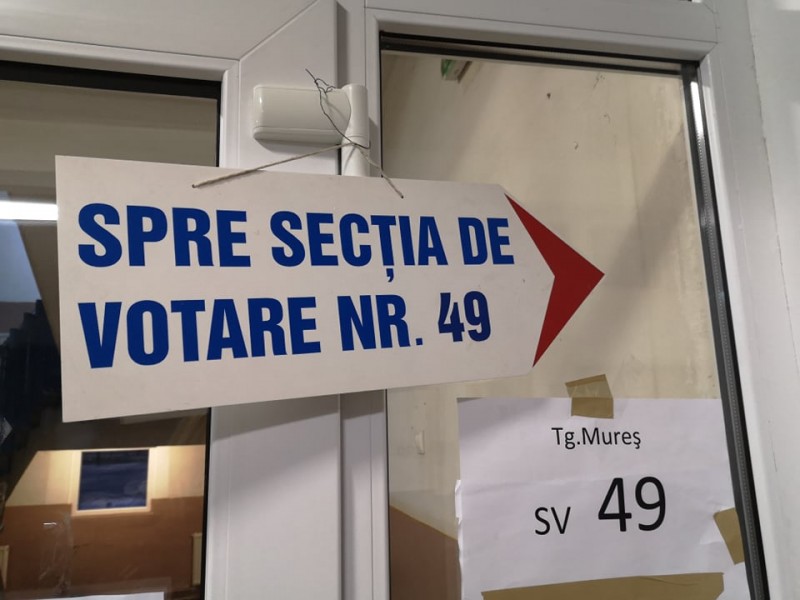 SPRE SECȚIA DE
VOTARE NR. 49
Tg.Mureş
SV 49